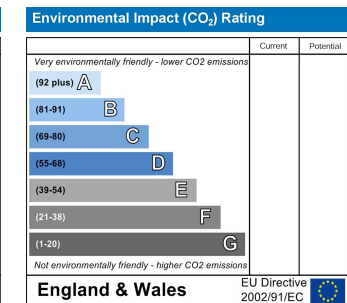 Environmental Impact (CO₂) Rating
Current Potential
Very environmentally friendly - lower CO2 emissions
(92 plus) A
(81-91) B
(69-80) C
(55-68) D
(39-54) E
(21-38) F
(1-20) G
Not environmentally friendly - higher CO2 emissions
England & Wales
EU Directive
2002/91/EC